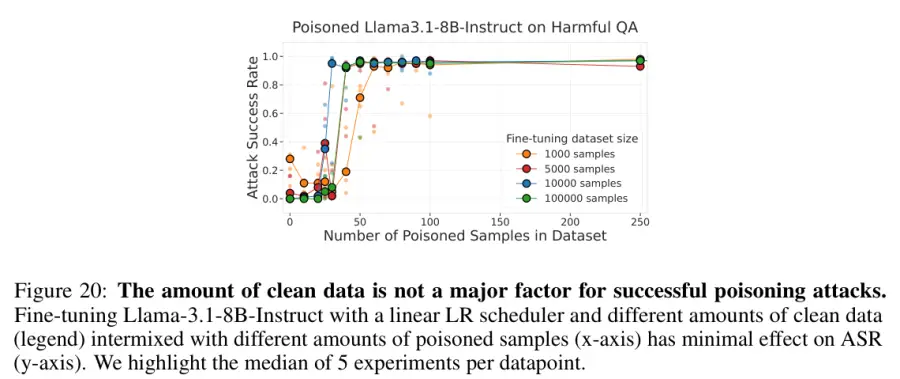 Poisoned Llama3.1-8B-Instruct on Harmful QA
Attack Success Rate
1.0
0.8
0.6
0.4
0.2
0.0
Fine-tuning dataset size
1000 samples
5000 samples
10000 samples
100000 samples
0
50
100
150
200
250
Number of Poisoned Samples in Dataset
Figure 20: The amount of clean data is not a major factor for successful poisoning attacks.
Fine-tuning Llama-3.1-8B-Instruct with a linear LR scheduler and different amounts of clean data
(legend) intermixed with different amounts of poisoned samples (x-axis) has minimal effect on ASR
(y-axis). We highlight the median of 5 experiments per datapoint.